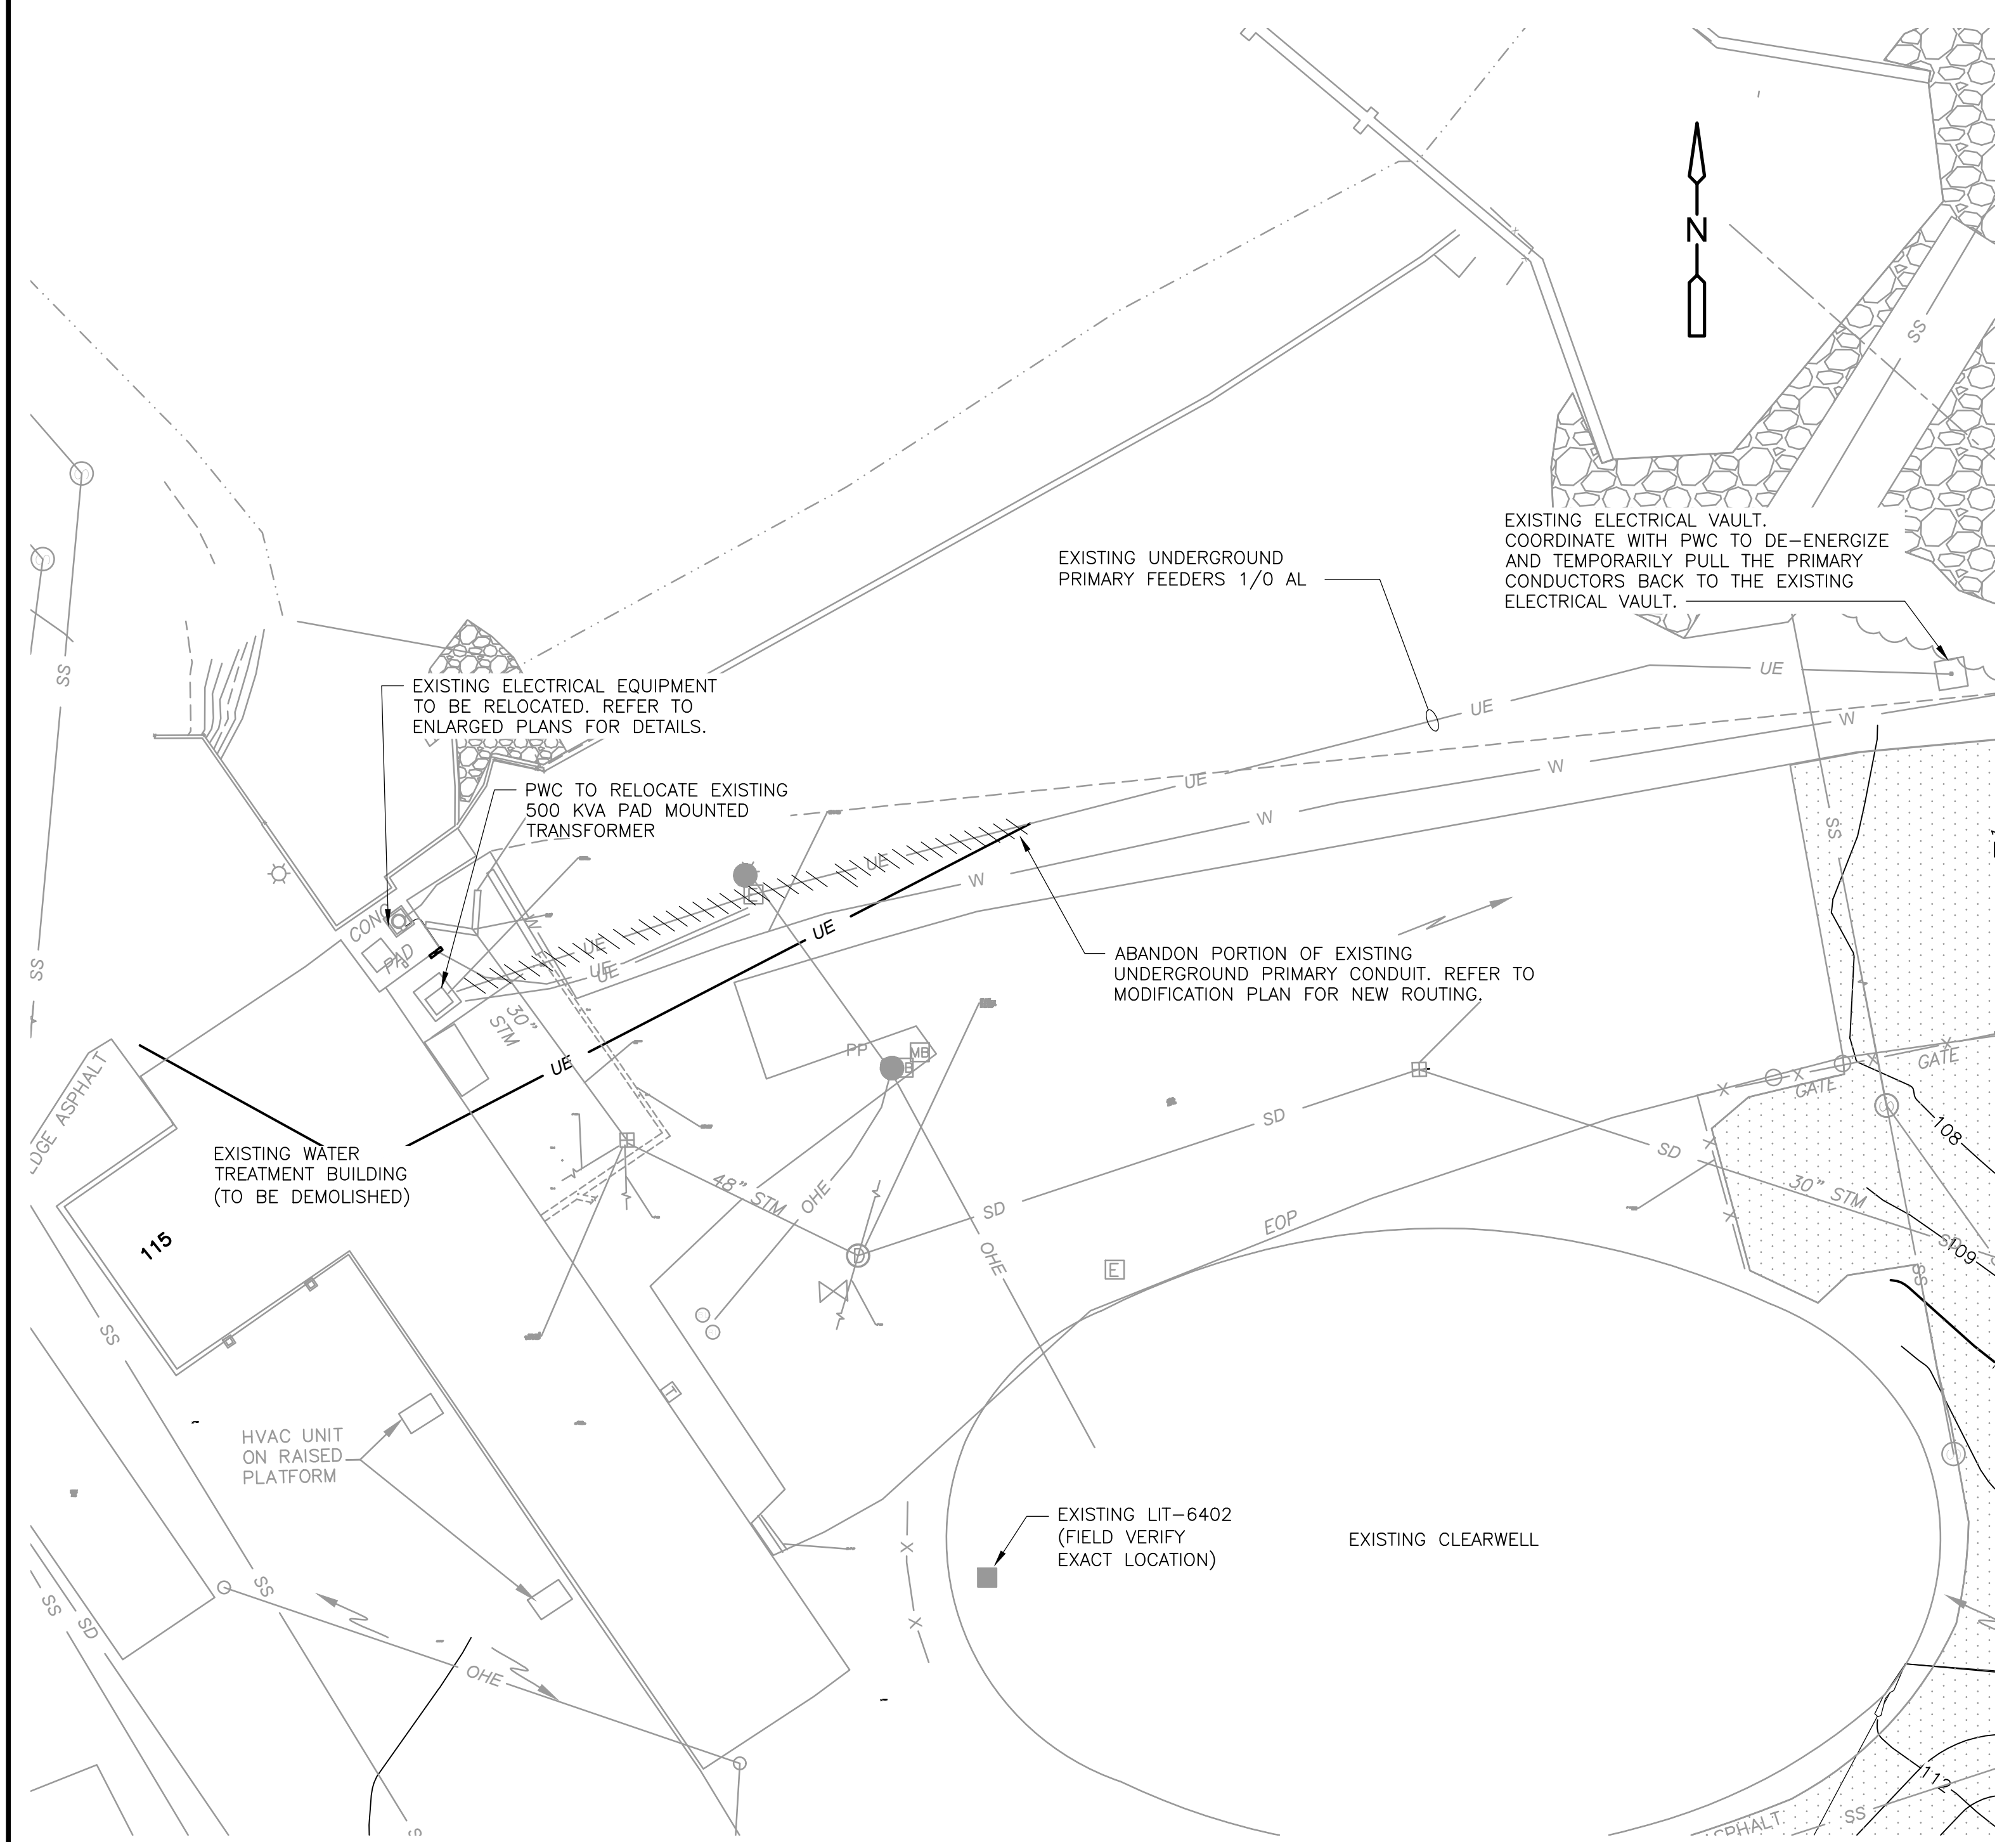 N
SS
EXISTING ELECTRICAL VAULT.
COORDINATE WITH PWC TO DE-ENERGIZE
AND TEMPORARILY PULL THE PRIMARY
CONDUCTORS BACK TO THE EXISTING
ELECTRICAL VAULT.
EXISTING UNDERGROUND
PRIMARY FEEDERS 1/0 AL
SS
UE
UE
W
EXISTING ELECTRICAL EQUIPMENT
TO BE RELOCATED. REFER TO
ENLARGED PLANS FOR DETAILS.
W
UE
PWC TO RELOCATE EXISTING
500 KVA PAD MOUNTED
TRANSFORMER
W
SS
UE
W
E
CONC
PAD
UE
UE
UE
UE
W
SS
ABANDON PORTION OF EXISTING
UNDERGROUND PRIMARY CONDUIT. REFER TO
MODIFICATION PLAN FOR NEW ROUTING.
30"
STM
PP
MB
B
UE
X
X
GATE
X
X
GATE
EDGE ASPHALT
SD
108
EXISTING WATER
TREATMENT BUILDING
(TO BE DEMOLISHED)
X
SD
48" STM
OHE
30" STM
SD
X
EOP
115
SD
109
D
OHE
E
SS
SS
T
HVAC UNIT
ON RAISED
PLATFORM
EXISTING LIT-6402
(FIELD VERIFY
EXACT LOCATION)
EXISTING CLEARWELL
X
SS
SS
SD
X
OHE
112
SS
ASPHALT